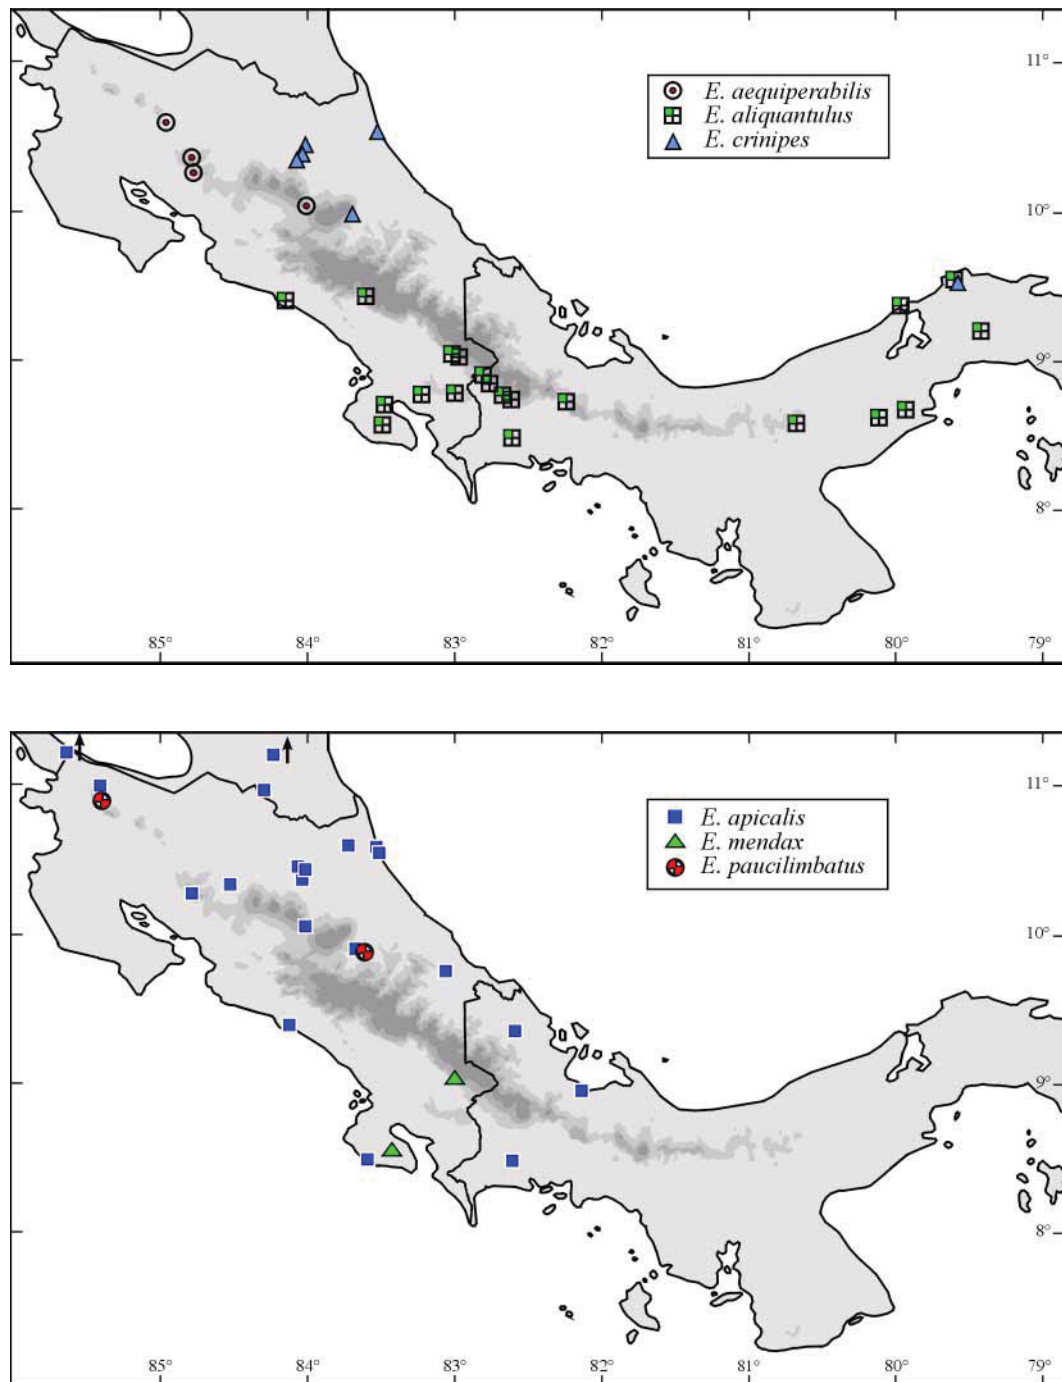 11°
E. aequiperabilis
E. aliquantulus
E. crinipes
10°
9°
8°
85° 84° 83° 82° 81° 80° 79°
11°
E. apicalis
E. mendax
E. paucilimbatus
10°
9°
8°
85° 84° 83° 82° 81° 80° 79°